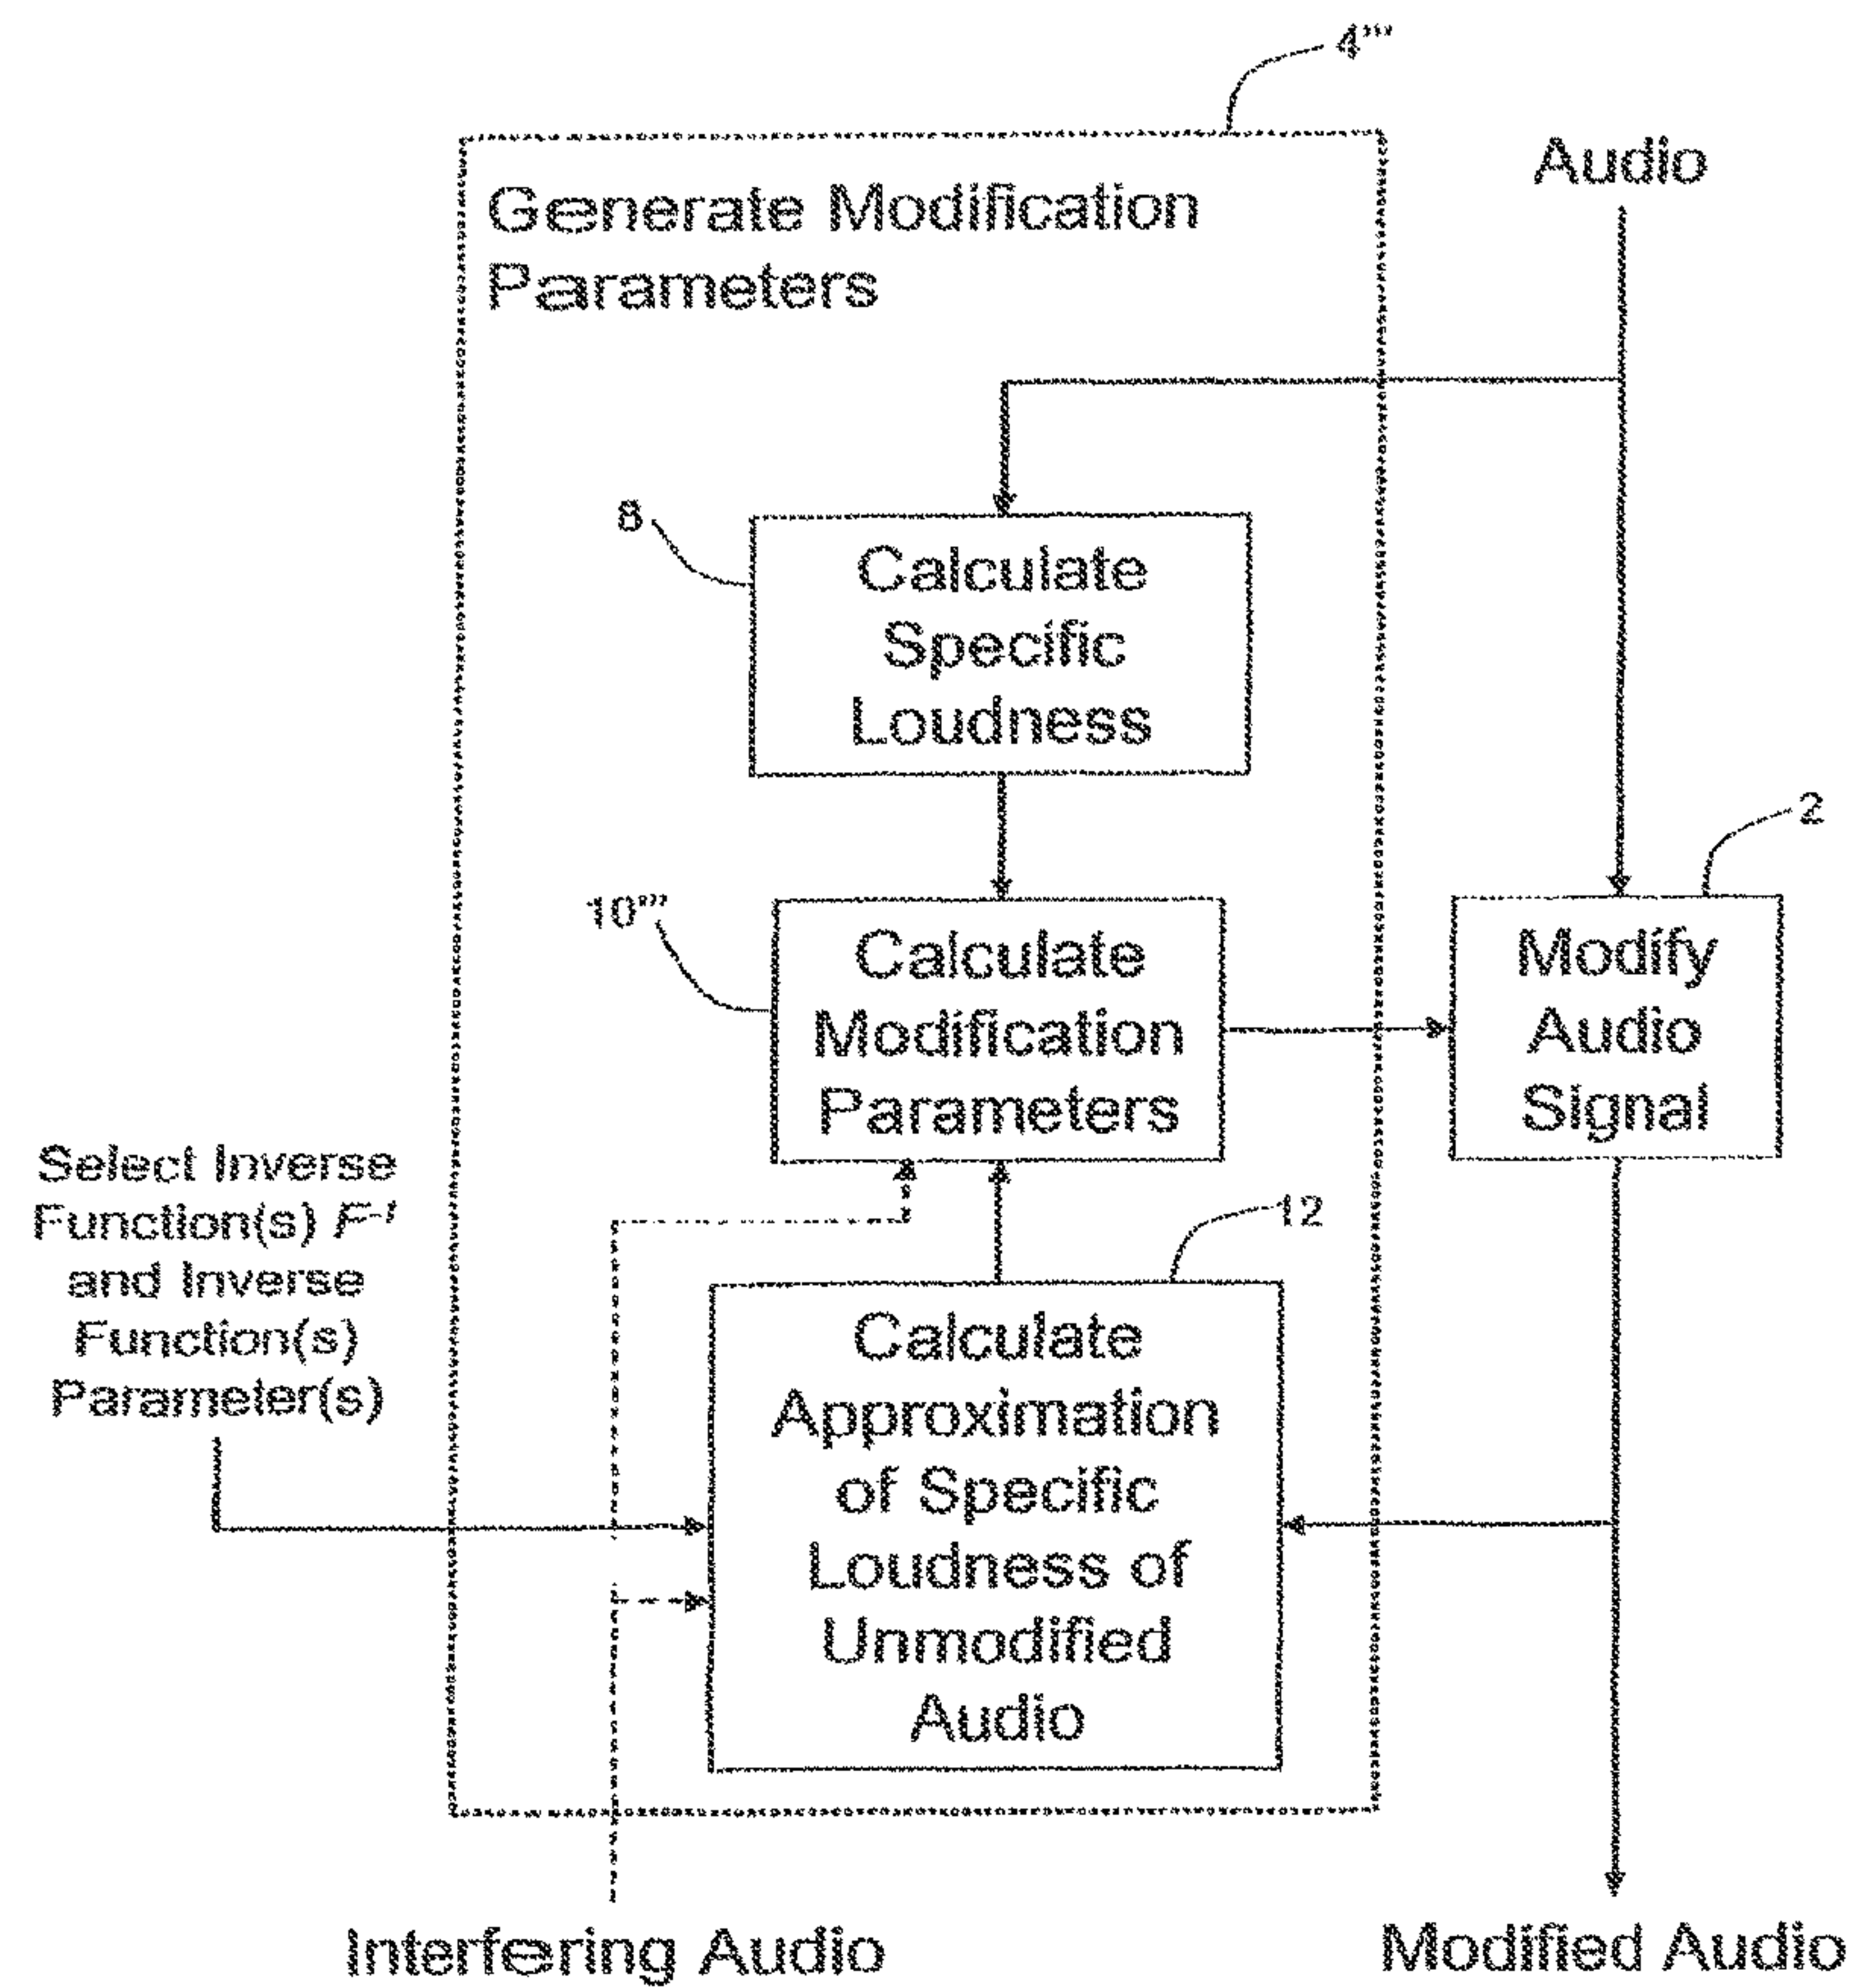 4'''
Audio
Generate Modification
Parameters
8
Calculate
Specific
Loudness
2
10'''
Calculate
Modification
Parameters
Modify
Audio
Signal
Select Inverse
Function(s) F⁻¹
and Inverse
Function(s)
Parameter(s)
12
Calculate
Approximation
of Specific
Loudness of
Unmodified
Audio
Interfering Audio
Modified Audio